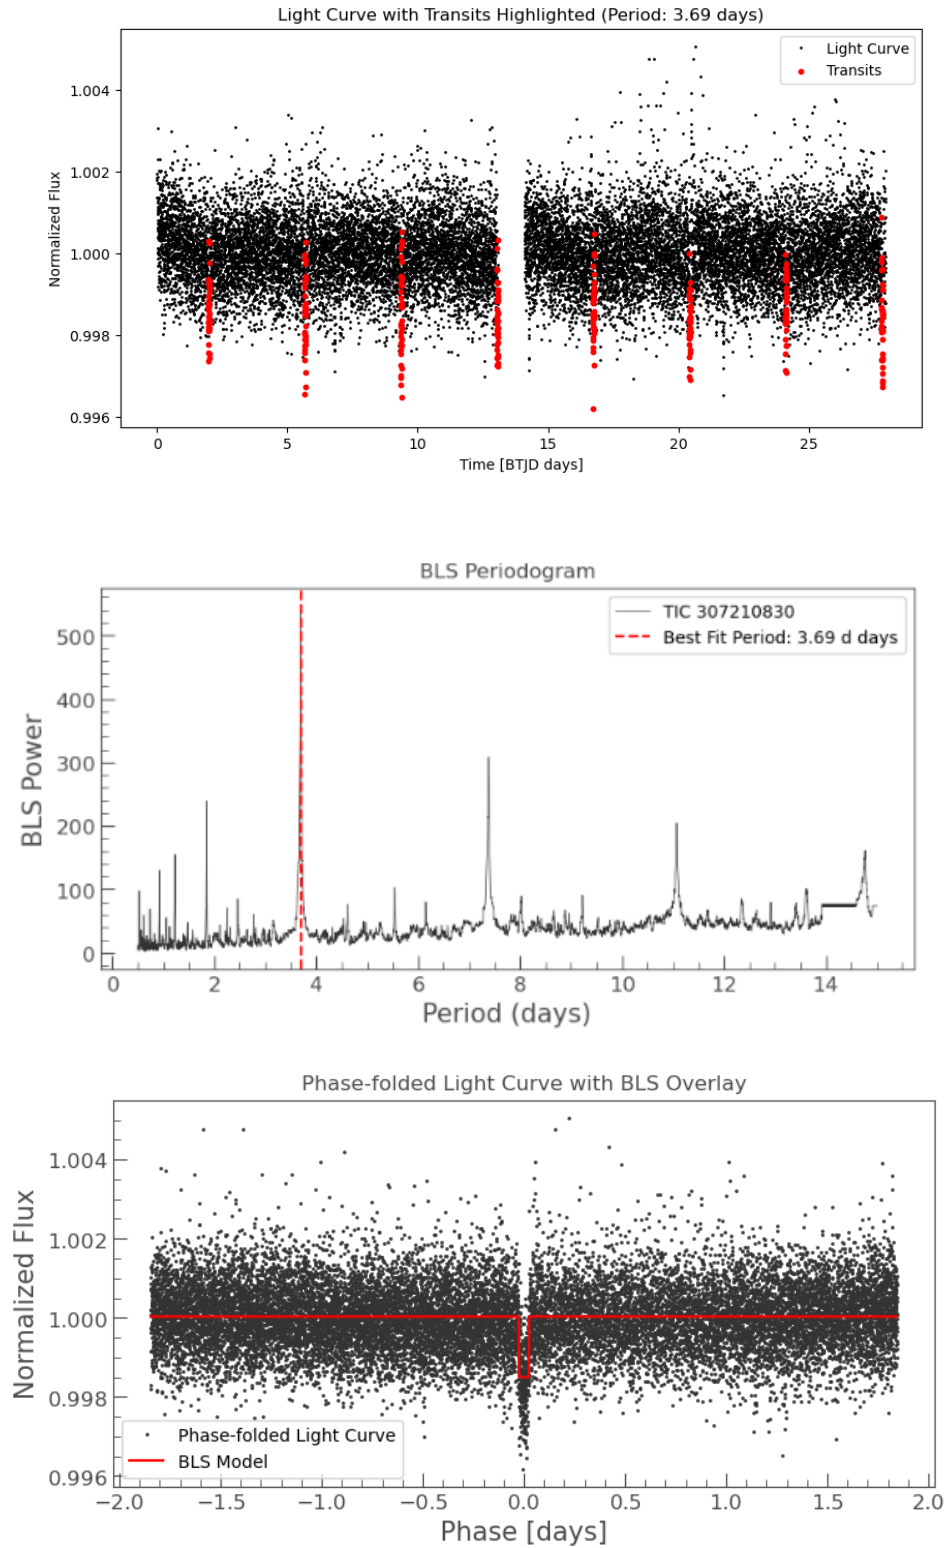 Light Curve with Transits Highlighted (Period: 3.69 days)
Light Curve
Transits
1.004
1.002
1.000
0.998
0.996
Normalized Flux
0 5 10 15 20 25
Time [BTJD days]
BLS Periodogram
TIC 307210830
Best Fit Period: 3.69 d days
500
400
300
200
100
0
BLS Power
0 2 4 6 8 10 12 14
Period (days)
Phase-folded Light Curve with BLS Overlay
1.004
1.002
1.000
0.998
0.996
Normalized Flux
Phase-folded Light Curve
BLS Model
−2.0 −1.5 −1.0 −0.5 0.0 0.5 1.0 1.5 2.0
Phase [days]